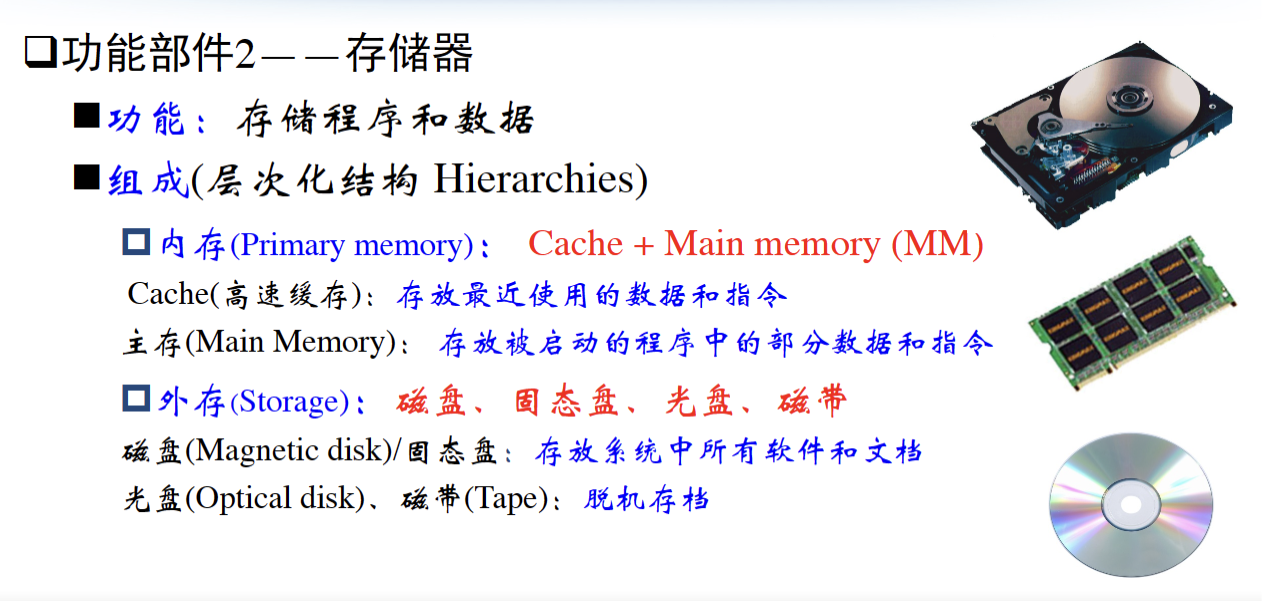 功能部件2——存储器
功能：存储程序和数据
组成(层次化结构 Hierarchies)
内存(Primary memory)： Cache + Main memory (MM)
Cache(高速缓存)：存放最近使用的数据和指令
主存(Main Memory)： 存放被启动的程序中的部分数据和指令
外存(Storage)： 磁盘、固态盘、光盘、磁带
磁盘(Magnetic disk)/固态盘：存放系统中所有软件和文档
光盘(Optical disk)、磁带(Tape)：脱机存档